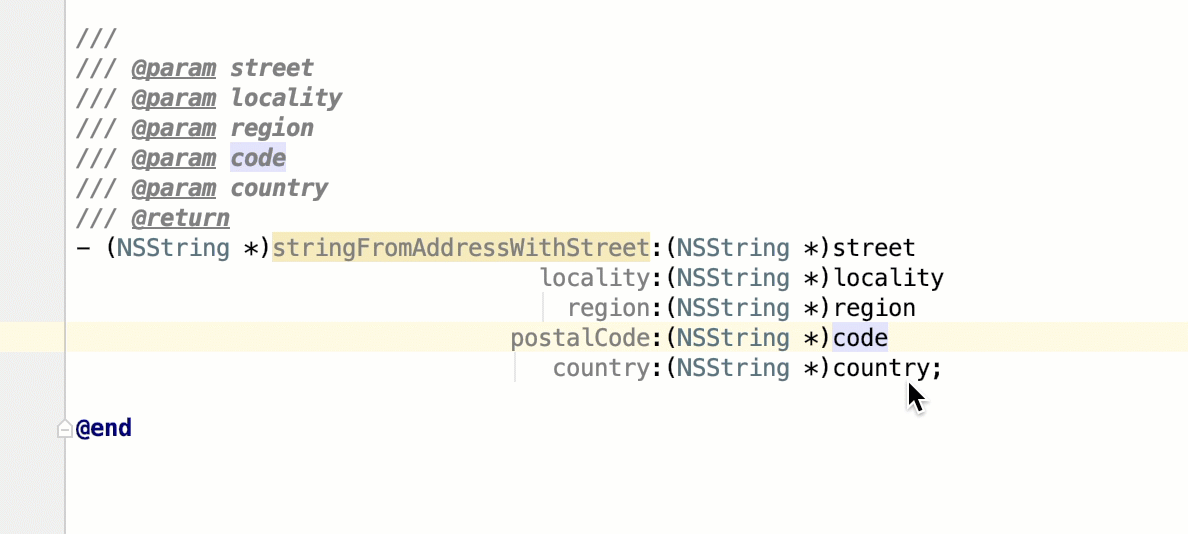 ///
/// @param street
/// @param locality
/// @param region
/// @param code
/// @param country
/// @return
- (NSString *)stringFromAddressWithStreet:(NSString *)street
locality:(NSString *)locality
region:(NSString *)region
postalCode:(NSString *)code
country:(NSString *)country;
@end